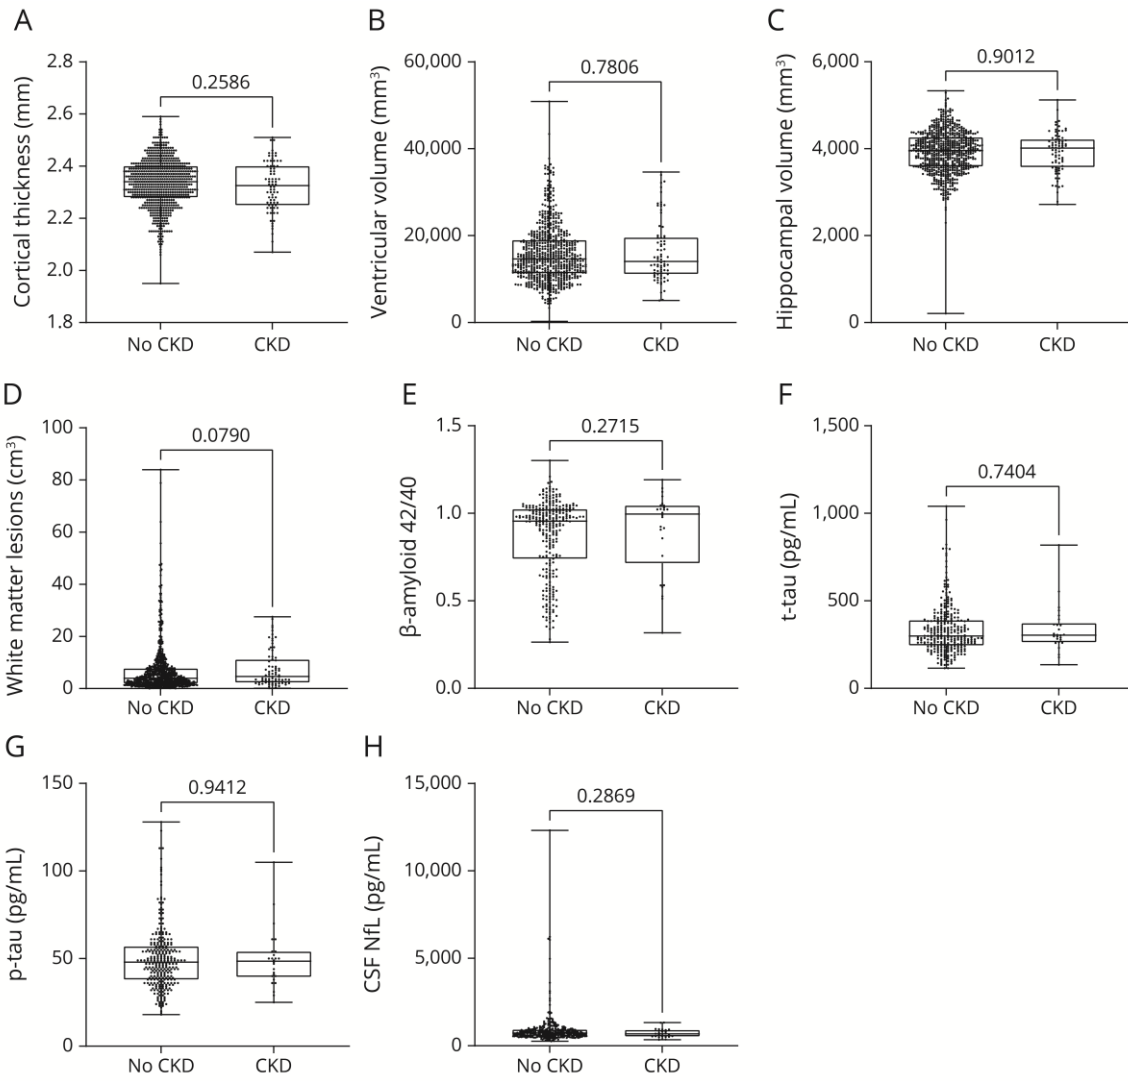 A
Cortical thickness (mm)
2.8
2.6
2.4
2.2
2.0
1.8
0.2586
No CKD
CKD
B
Ventricular volume (mm³)
60,000
40,000
20,000
0
0.7806
No CKD
CKD
C
Hippocampal volume (mm³)
6,000
4,000
2,000
0
0.9012
No CKD
CKD
D
White matter lesions (cm³)
100
80
60
40
20
0
0.0790
No CKD
CKD
E
β-amyloid 42/40
1.5
1.0
0.5
0.0
0.2715
No CKD
CKD
F
t-tau (pg/mL)
1,500
1,000
500
0
0.7404
No CKD
CKD
G
p-tau (pg/mL)
150
100
50
0
0.9412
No CKD
CKD
H
CSF NfL (pg/mL)
15,000
10,000
5,000
0
0.2869
No CKD
CKD